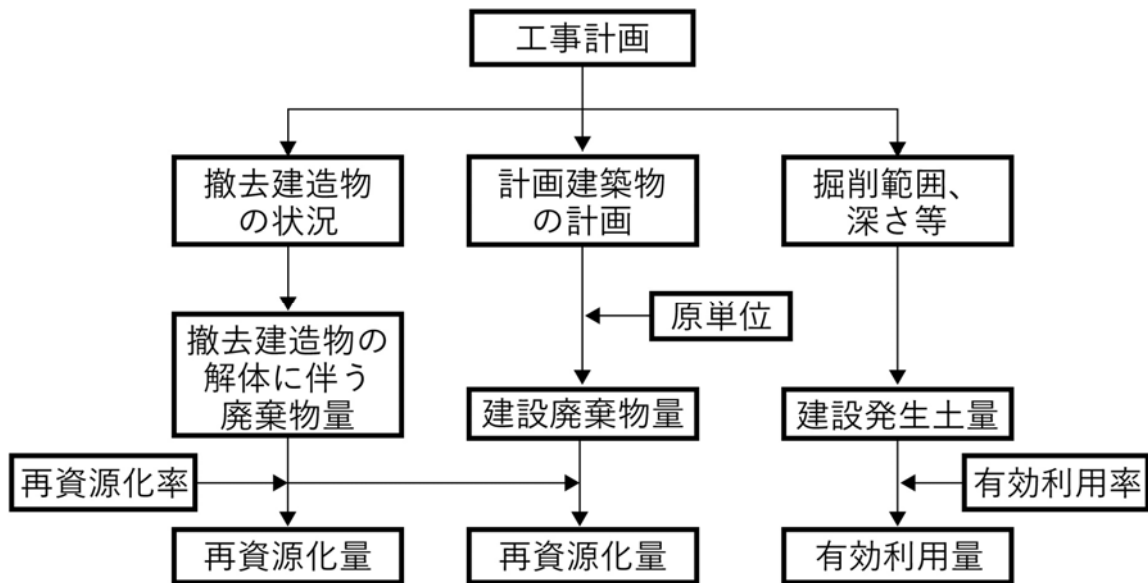 工事計画
撤去建造物
の状況
計画建築物
の計画
掘削範囲、
深さ等
原単位
撤去建造物の
解体に伴う
廃棄物量
建設廃棄物量
建設発生土量
再資源化率
有効利用率
再資源化量
再資源化量
有効利用量